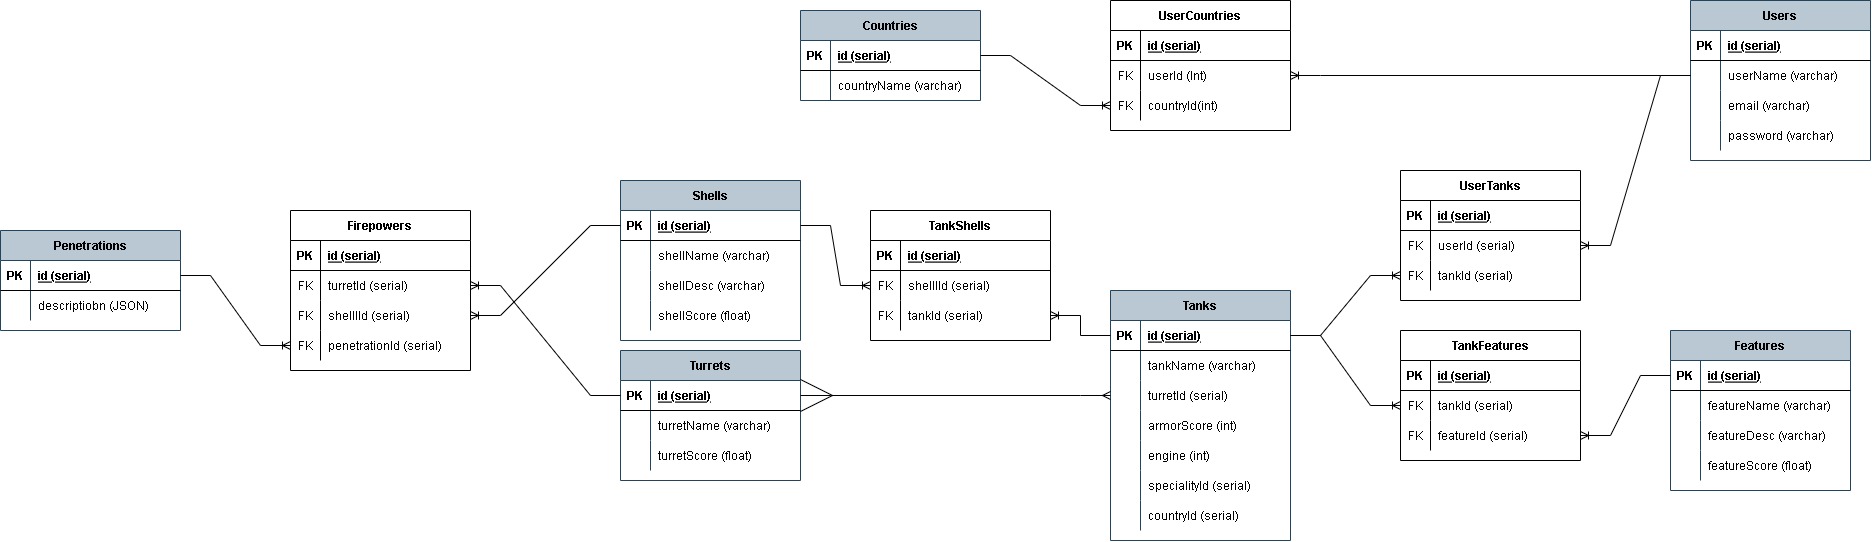 Countries
PK id (serial)
countryName (varchar)
UserCountries
PK id (serial)
FK userId (Int)
FK countryId(int)
Users
PK id (serial)
userName (varchar)
email (varchar)
password (varchar)
Penetrations
PK id (serial)
descriptiobn (JSON)
Firepowers
PK id (serial)
FK turretId (serial)
FK shelllId (serial)
FK penetrationId (serial)
Shells
PK id (serial)
shellName (varchar)
shellDesc (varchar)
shellScore (float)
Turrets
PK id (serial)
turretName (varchar)
turretScore (float)
TankShells
PK id (serial)
FK shelllId (serial)
FK tankId (serial)
Tanks
PK id (serial)
tankName (varchar)
turretId (serial)
armorScore (int)
engine (int)
specialityId (serial)
countryId (serial)
UserTanks
PK id (serial)
FK userId (serial)
FK tankId (serial)
TankFeatures
PK id (serial)
FK tankId (serial)
FK featureId (serial)
Features
PK id (serial)
featureName (varchar)
featureDesc (varchar)
featureScore (float)